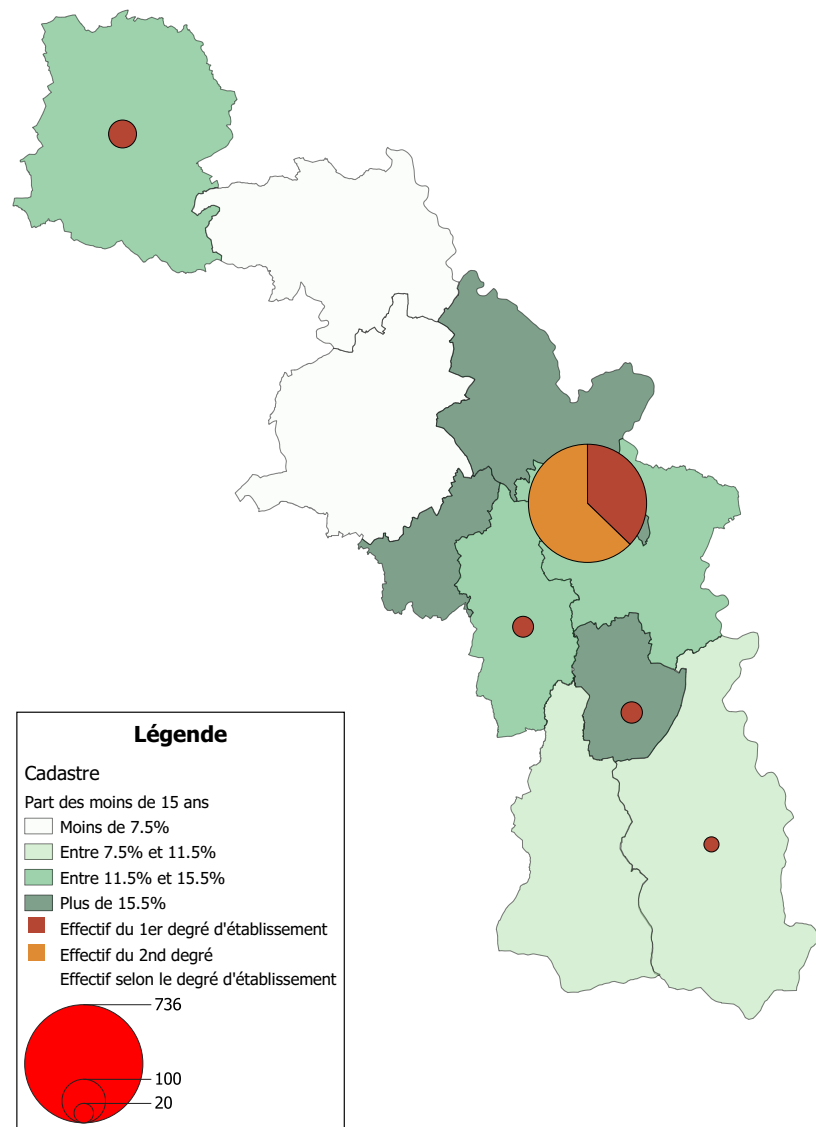 Légende
Cadastre
Part des moins de 15 ans
Moins de 7.5%
Entre 7.5% et 11.5%
Entre 11.5% et 15.5%
Plus de 15.5%
Effectif du 1er degré d'établissement
Effectif du 2nd degré
Effectif selon le degré d'établissement
736
100
20